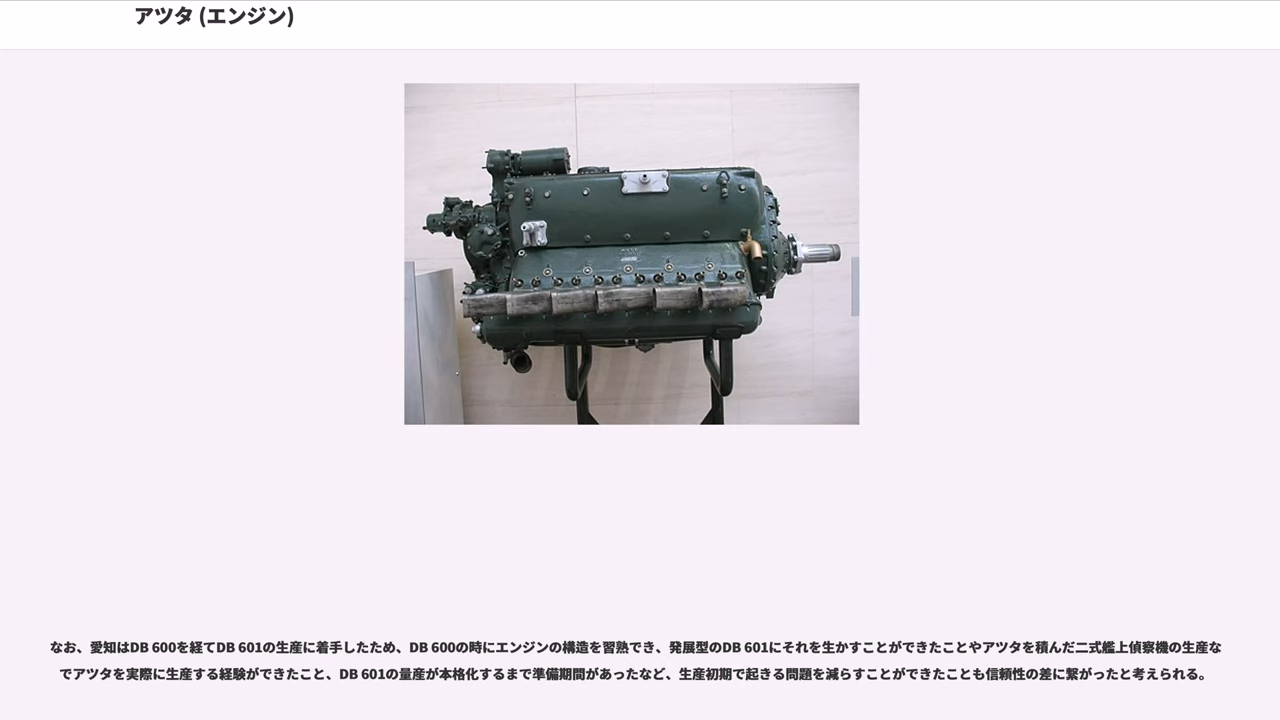 アツタ (エンジン)
なお、愛知はDB 600を経てDB 601の生産に着手したため、DB 600の時にエンジンの構造を習熟でき、発展型のDB 601にそれを生かすことができたことやアツタを積んだ二式艦上偵察機の生産な
でアツタを実際に生産する経験ができたこと、DB 601の量産が本格化するまで準備期間があったなど、生産初期で起きる問題を減らすことができたことも信頼性の差に繋がったと考えられる。